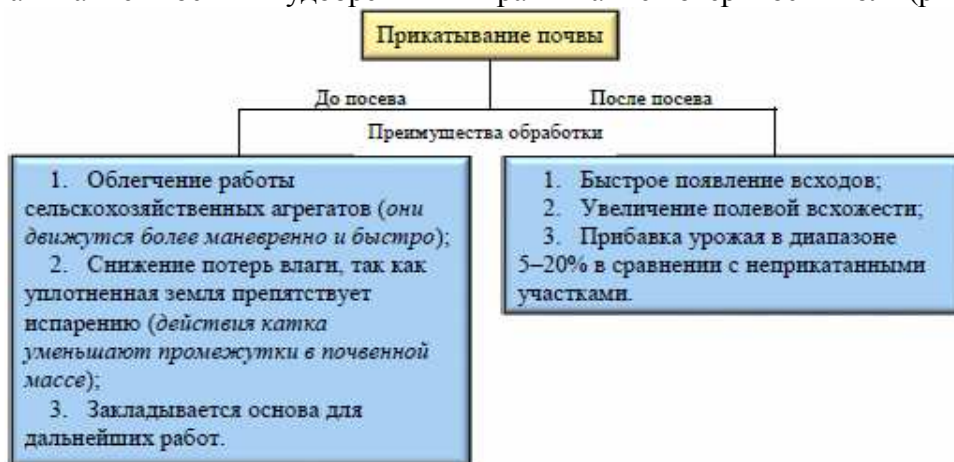 Прикатывание почвы
До посева
После посева
Преимущества обработки
1. Облегчение работы
сельскохозяйственных агрегатов (они
движутся более маневренно и быстро);
2. Снижение потерь влаги, так как
уплотненная земля препятствует
испарению (действия катка
уменьшают промежутки в почвенной
массе);
3. Закладывается основа для
дальнейших работ.
1. Быстрое появление всходов;
2. Увеличение полевой всхожести;
3. Прибавка урожая в диапазоне
5–20% в сравнении с неприкатанными
участками.